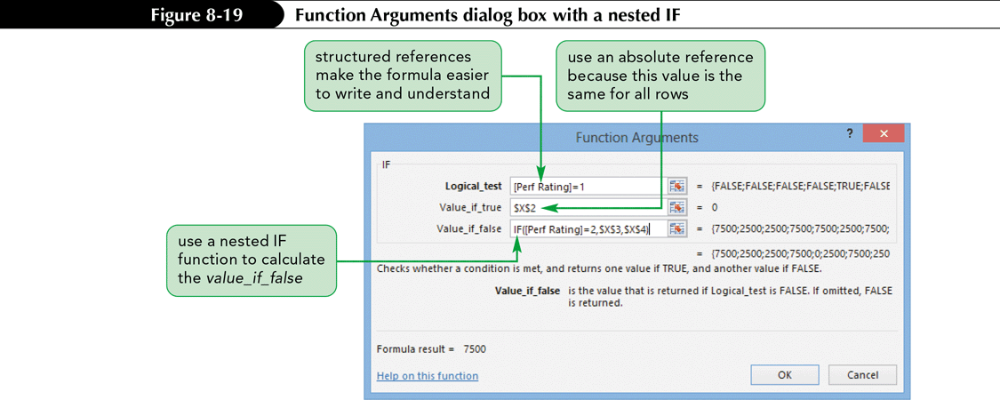 Figure 8-19 Function Arguments dialog box with a nested IF
structured references
make the formula easier
to write and understand
use an absolute reference
because this value is the
same for all rows
Function Arguments ?
IF
Logical_test [Perf Rating]=1 = {FALSE;FALSE;FALSE;FALSE;TRUE;FALSE
Value_if_true $X$2 = 0
Value_if_false IF([Perf Rating]=2,$X$3,$X$4) = {7500;2500;2500;7500;7500;2500;7500;
= {7500;2500;2500;7500;0;2500;7500;250
use a nested IF
function to calculate
the value_if_false
Checks whether a condition is met, and returns one value if TRUE, and another value if FALSE.
Value_if_false is the value that is returned if Logical_test is FALSE. If omitted, FALSE
is returned.
Formula result = 7500
Help on this function
OK Cancel